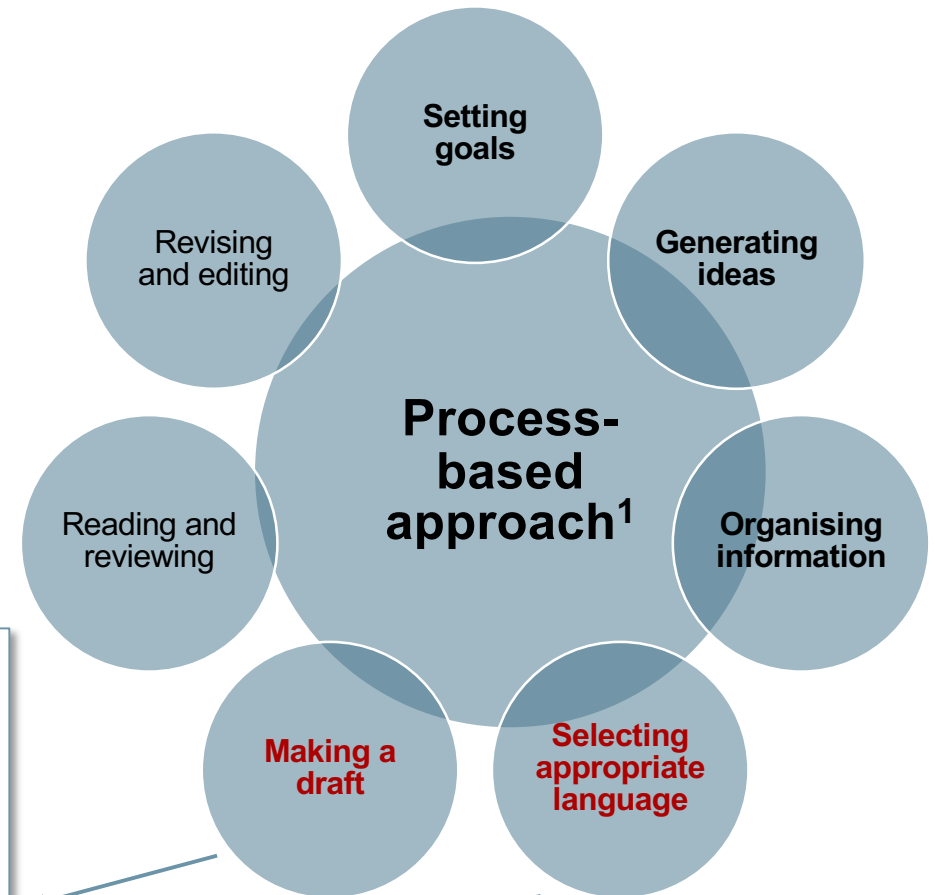 Setting
goals
Generating
ideas
Organising
information
Selecting
appropriate
language
Making a
draft
Reading and
reviewing
Revising
and editing
Process-
based
approach¹